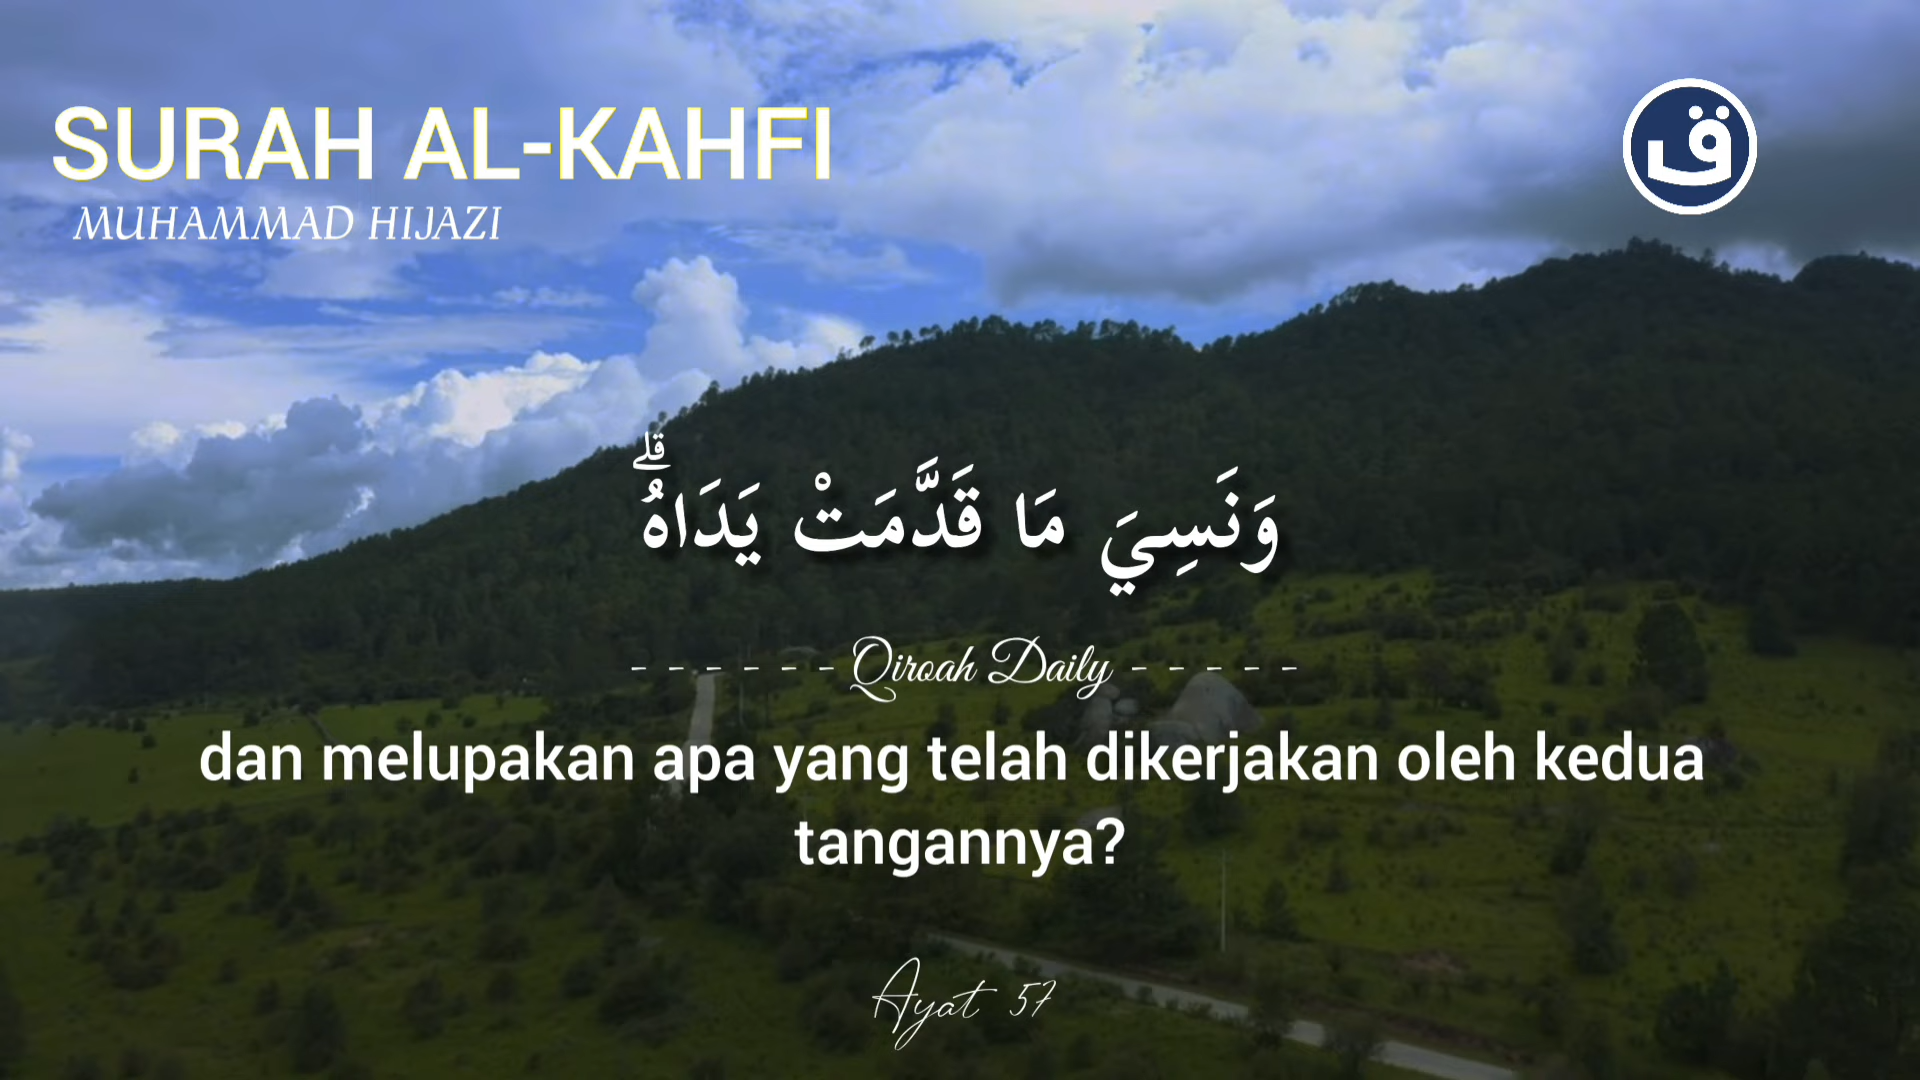 SURAH AL-KAHFI
MUHAMMAD HIJAZI
ق
وَنَسِيَ مَا قَدَّمَتْ يَدَاهُ ۗۖ
- - - - - - Qiroah Daily - - - - -
dan melupakan apa yang telah dikerjakan oleh kedua
tangannya?
Ayat 57